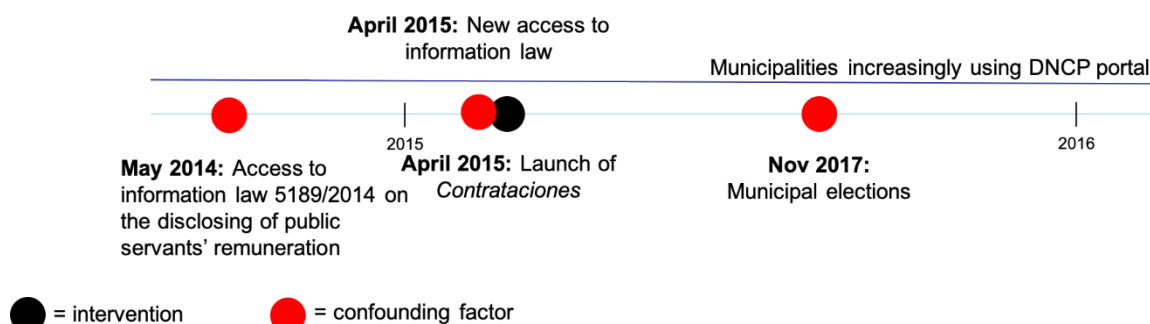 April 2015: New access to
information law
Municipalities increasingly using DNCP portal
2015
2016
May 2014: Access to
information law 5189/2014 on
the disclosing of public
servants’ remuneration
April 2015: Launch of
Contrataciones
Nov 2017:
Municipal elections
= intervention
= confounding factor